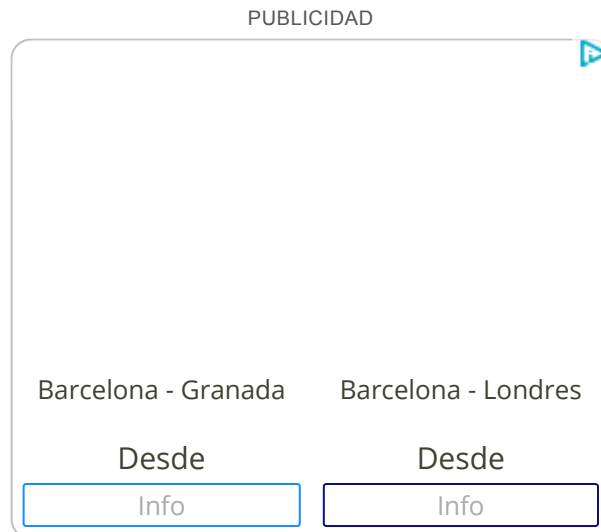 PUBLICIDAD
Barcelona - Granada
Barcelona - Londres
Desde
Desde
Info
Info